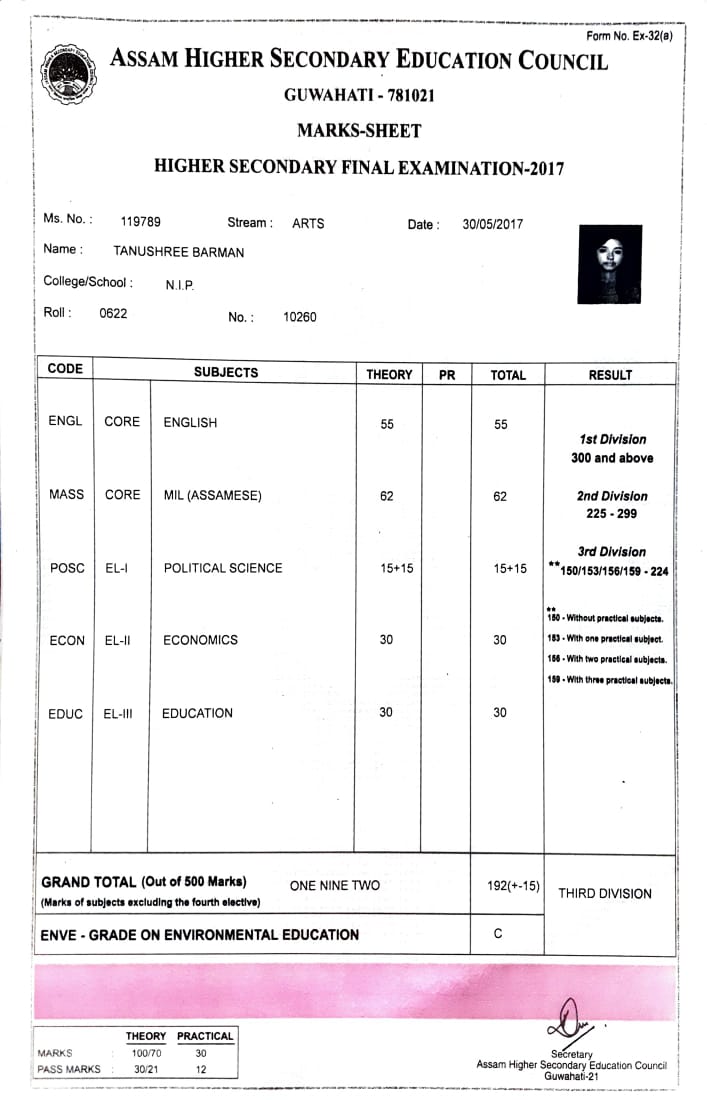 Form No. Ex-32(a)
ASSAM HIGHER SECONDARY EDUCATION COUNCIL
GUWAHATI - 781021
MARKS-SHEET
HIGHER SECONDARY FINAL EXAMINATION-2017
Ms. No. : 119789 Stream : ARTS Date : 30/05/2017
Name : TANUSHREE BARMAN
College/School : N.I.P.
Roll : 0622 No. : 10260
CODE SUBJECTS THEORY PR TOTAL RESULT
ENGL CORE ENGLISH 55 55
1st Division
300 and above
MASS CORE MIL (ASSAMESE) 62 62 2nd Division
225 - 299
3rd Division
POSC EL-I POLITICAL SCIENCE 15+15 15+15 **150/153/156/159 - 224
**
150 - Without practical subjects.
ECON EL-II ECONOMICS 30 30 153 - With one practical subject.
156 - With two practical subjects.
159 - With three practical subjects.
EDUC EL-III EDUCATION 30 30
GRAND TOTAL (Out of 500 Marks) ONE NINE TWO 192(+-15) THIRD DIVISION
(Marks of subjects excluding the fourth elective)
ENVE - GRADE ON ENVIRONMENTAL EDUCATION C
THEORY PRACTICAL
MARKS : 100/70 30
PASS MARKS : 30/21 12
Secretary
Assam Higher Secondary Education Council
Guwahati-21